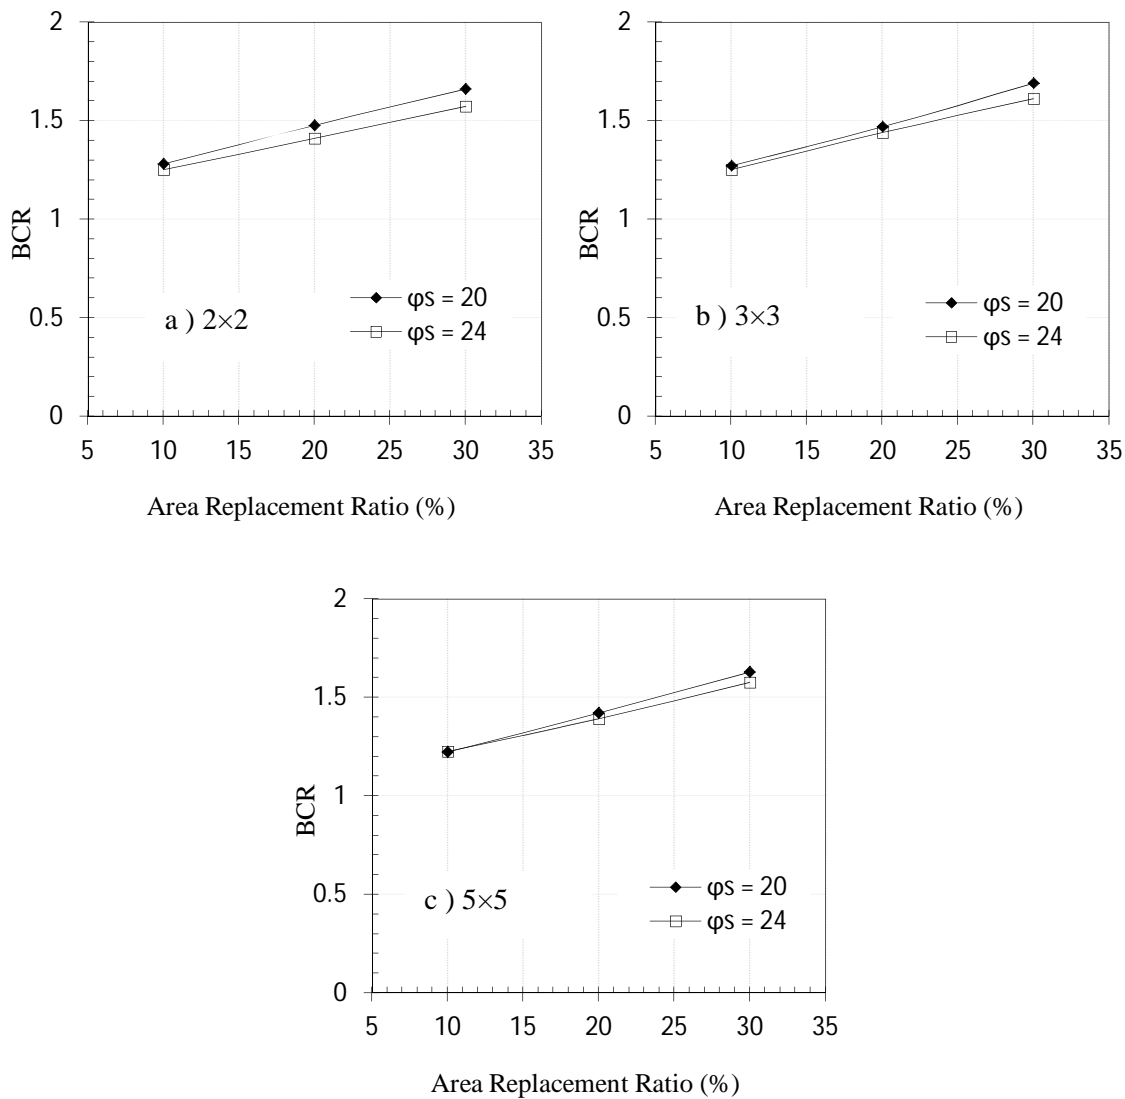 2
1.5
1
0.5
0
BCR
a ) 2×2
φs = 20
φs = 24
5 10 15 20 25 30 35
Area Replacement Ratio (%)
2
1.5
1
0.5
0
BCR
b ) 3×3
φs = 20
φs = 24
5 10 15 20 25 30 35
Area Replacement Ratio (%)
2
1.5
1
0.5
0
BCR
c ) 5×5
φs = 20
φs = 24
5 10 15 20 25 30 35
Area Replacement Ratio (%)